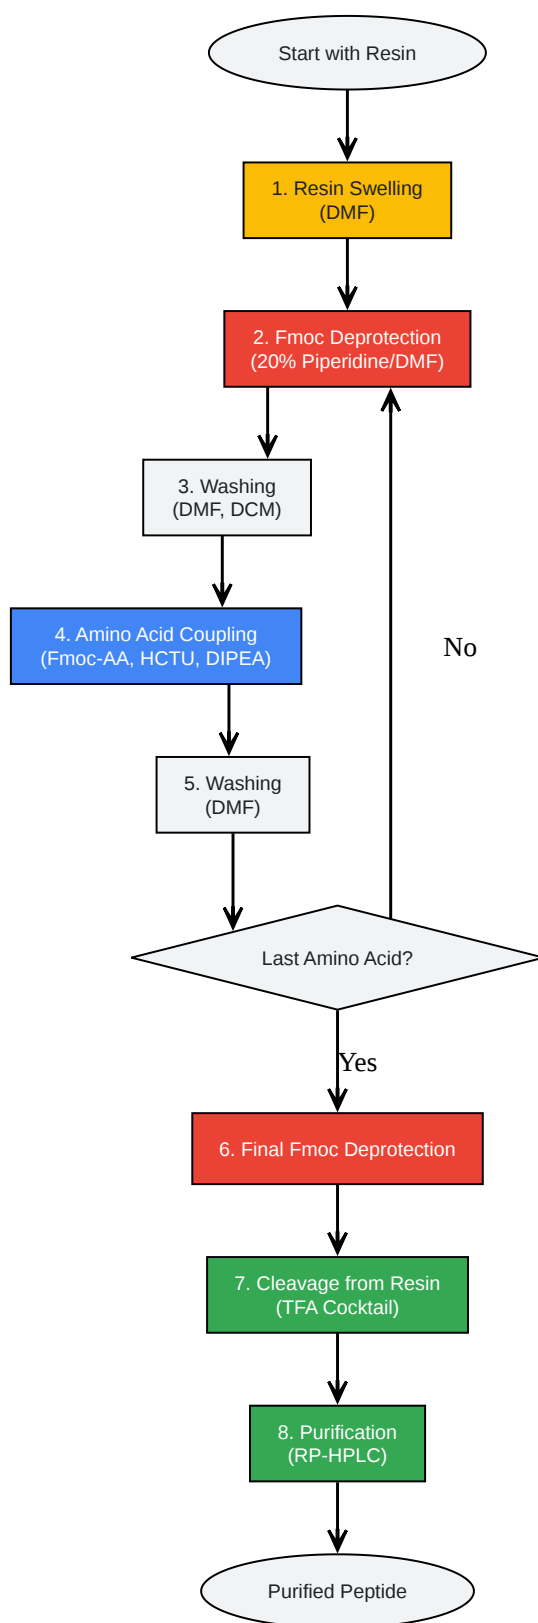 Start with Resin
1. Resin Swelling
(DMF)
2. Fmoc Deprotection
(20% Piperidine/DMF)
3. Washing
(DMF, DCM)
4. Amino Acid Coupling
(Fmoc-AA, HCTU, DIPEA)
No
5. Washing
(DMF)
Last Amino Acid?
Yes
6. Final Fmoc Deprotection
7. Cleavage from Resin
(TFA Cocktail)
8. Purification
(RP-HPLC)
Purified Peptide